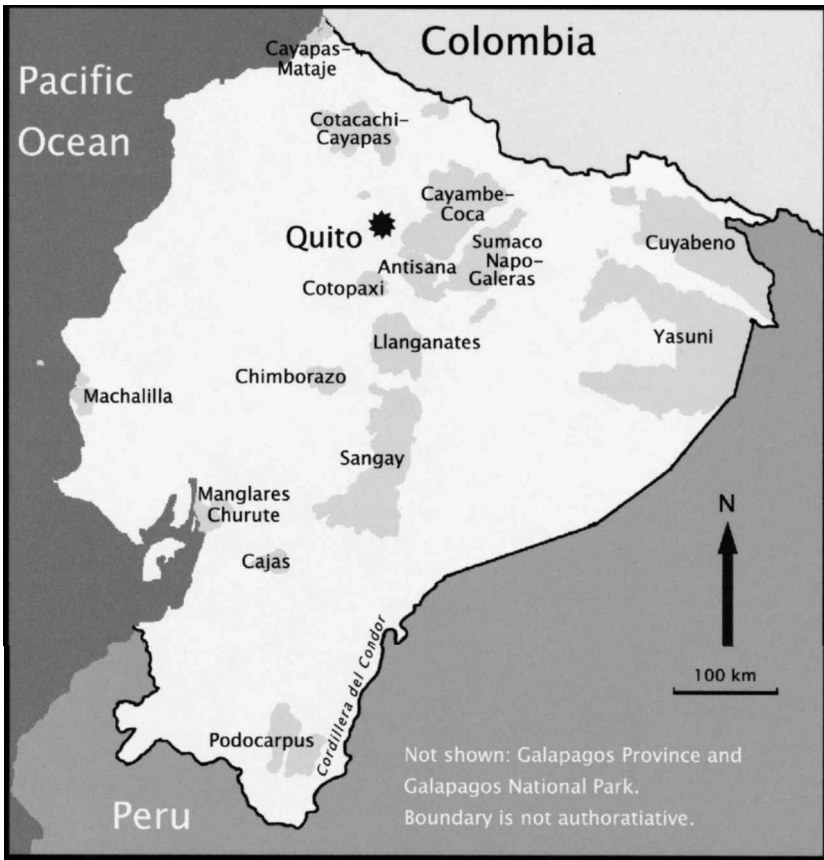 Colombia
Pacific
Ocean
Cayapas-
Mataje
Cotacachi-
Cayapas
Cayambe-
Coca
Quito
Sumaco
Napo-
Galeras
Cuyabeno
Antisana
Cotopaxi
Llanganates
Yasuni
Chimborazo
Machalilla
Sangay
Manglares
Churute
N
Cajas
100 km
Cordillera del Condor
Podocarpus
Not shown: Galapagos Province and
Galapagos National Park.
Boundary is not authoratiative.
Peru